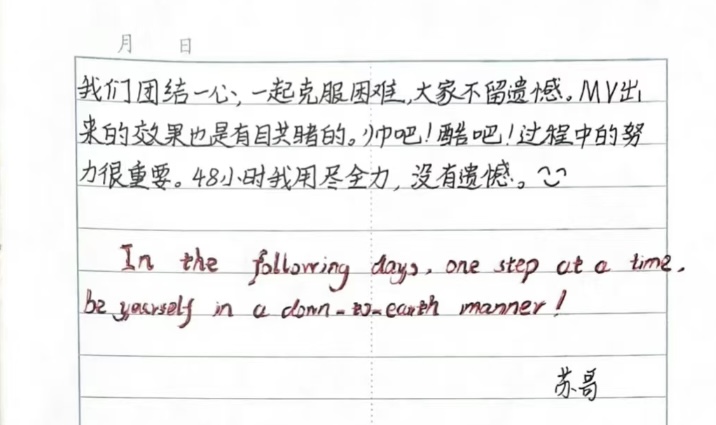 月 日
我们团结一心、一起克服困难,大家不留遗憾。MV出
来的效果也是有目共睹的。帅吧!酷吧!过程中的努
力很重要。48小时我用尽全力,没有遗憾。
In the following days, one step at a time,
be yourself in a down-to-earth manner!
苏哥